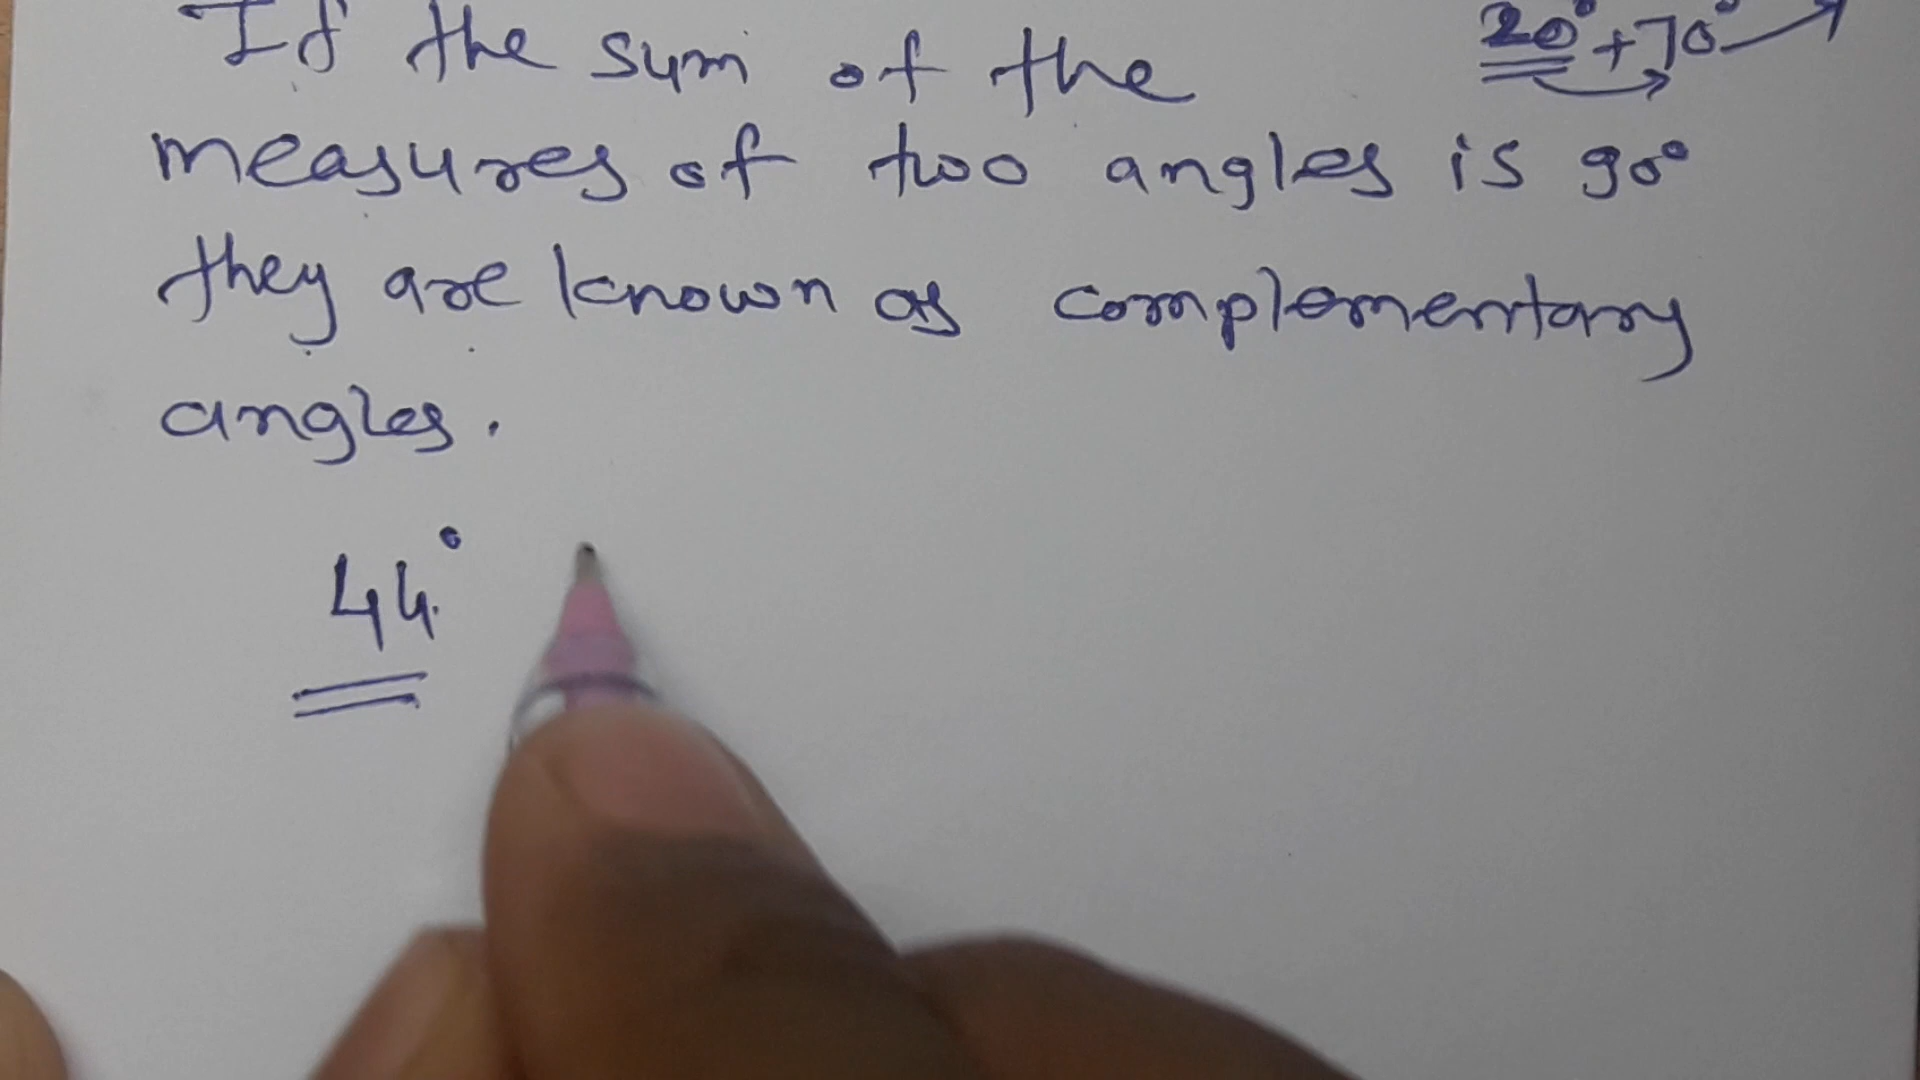 If the sum of the
20° + 70°
measures of two angles is 90°
they are known as complementary
angles.
44°